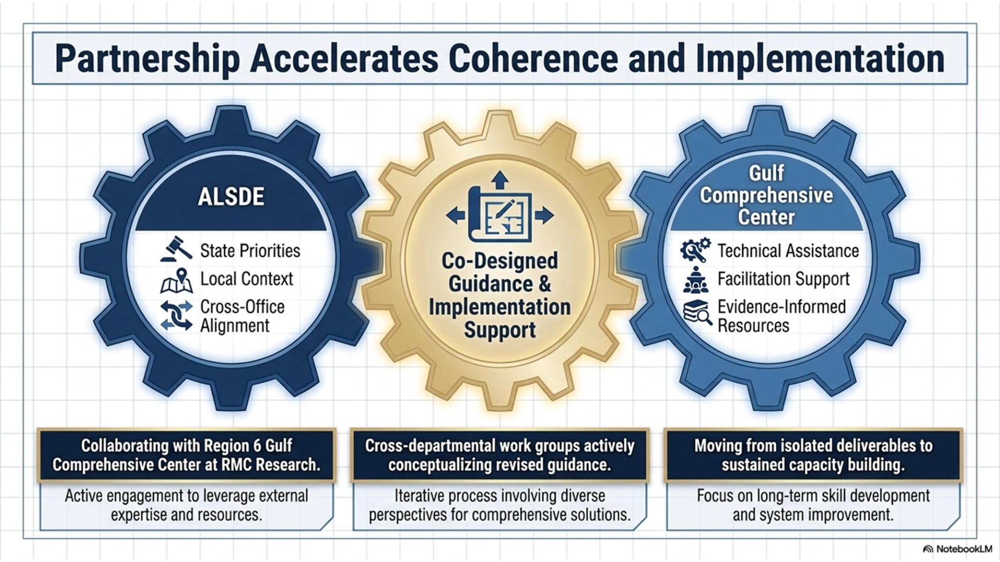 Partnership Accelerates Coherence and Implementation
ALSDE
State Priorities
Local Context
Cross-Office
Alignment
Co-Designed
Guidance &
Implementation
Support
Gulf
Comprehensive
Center
Technical Assistance
Facilitation Support
Evidence-Informed
Resources
Collaborating with Region 6 Gulf
Comprehensive Center at RMC Research.
Active engagement to leverage external
expertise and resources.
Cross-departmental work groups actively
conceptualizing revised guidance.
Iterative process involving diverse
perspectives for comprehensive solutions.
Moving from isolated deliverables to
sustained capacity building.
Focus on long-term skill development
and system improvement.
NotebookLM